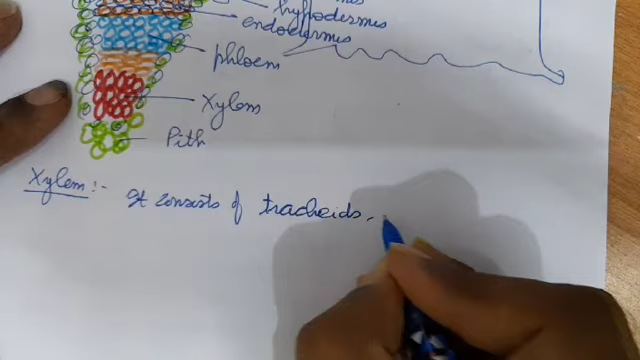 hypodermis
endodermis
phloem
Xylem
Pith
Xylem:- It consists of tracheids,